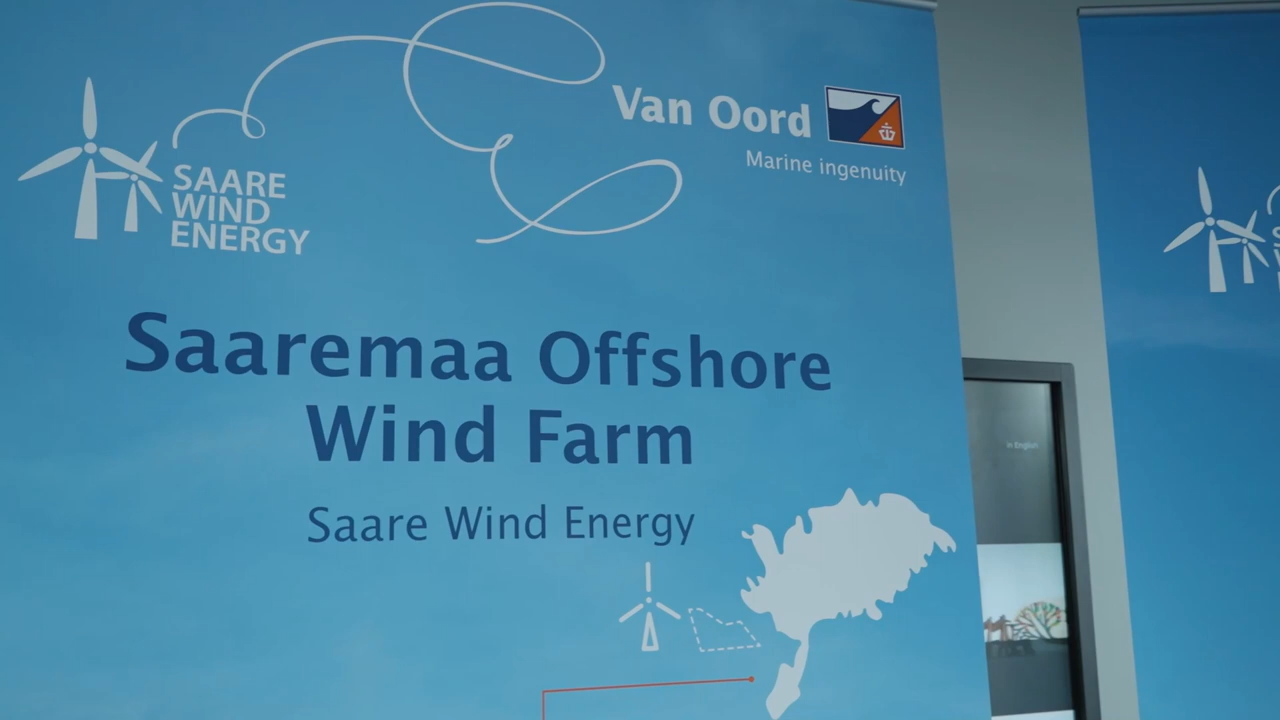 Van Oord
Marine ingenuity
SAARE
WIND
ENERGY
Saaremaa Offshore
Wind Farm
Saare Wind Energy
in English